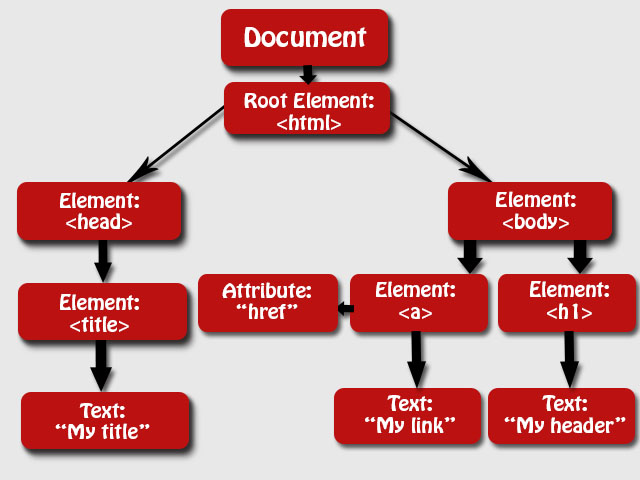 Document
Root Element:
<html>
Element:
<head>
Element:
<body>
Element:
<title>
Attribute:
“href”
Element:
<a>
Element:
<h1>
Text:
“My title”
Text:
“My link”
Text:
“My header”